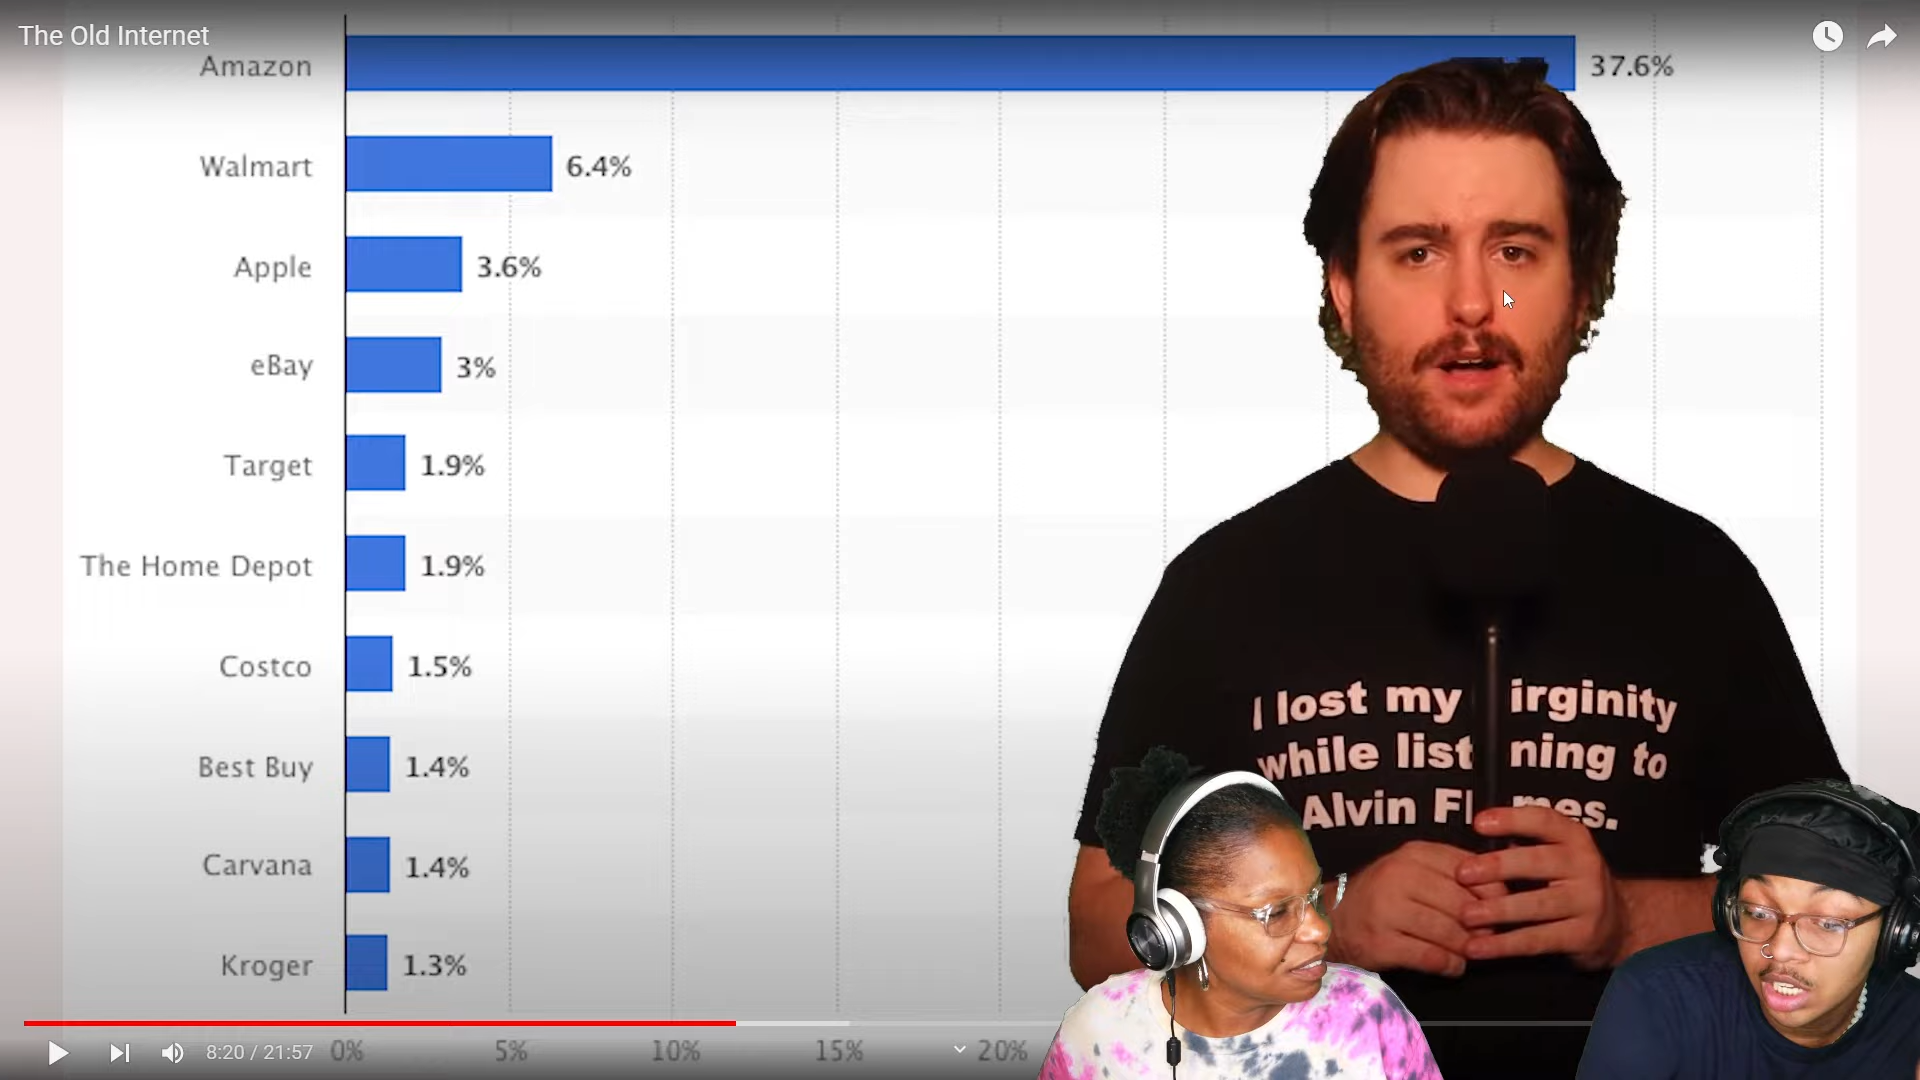 The Old Internet
Amazon 37.6%
Walmart 6.4%
Apple 3.6%
eBay 3%
Target 1.9%
The Home Depot 1.9%
Costco 1.5%
Best Buy 1.4%
Carvana 1.4%
Kroger 1.3%
I lost my irginity
while list ning to
Alvin Fl mes.
8:20 / 21:57
0% 5% 10% 15% 20%